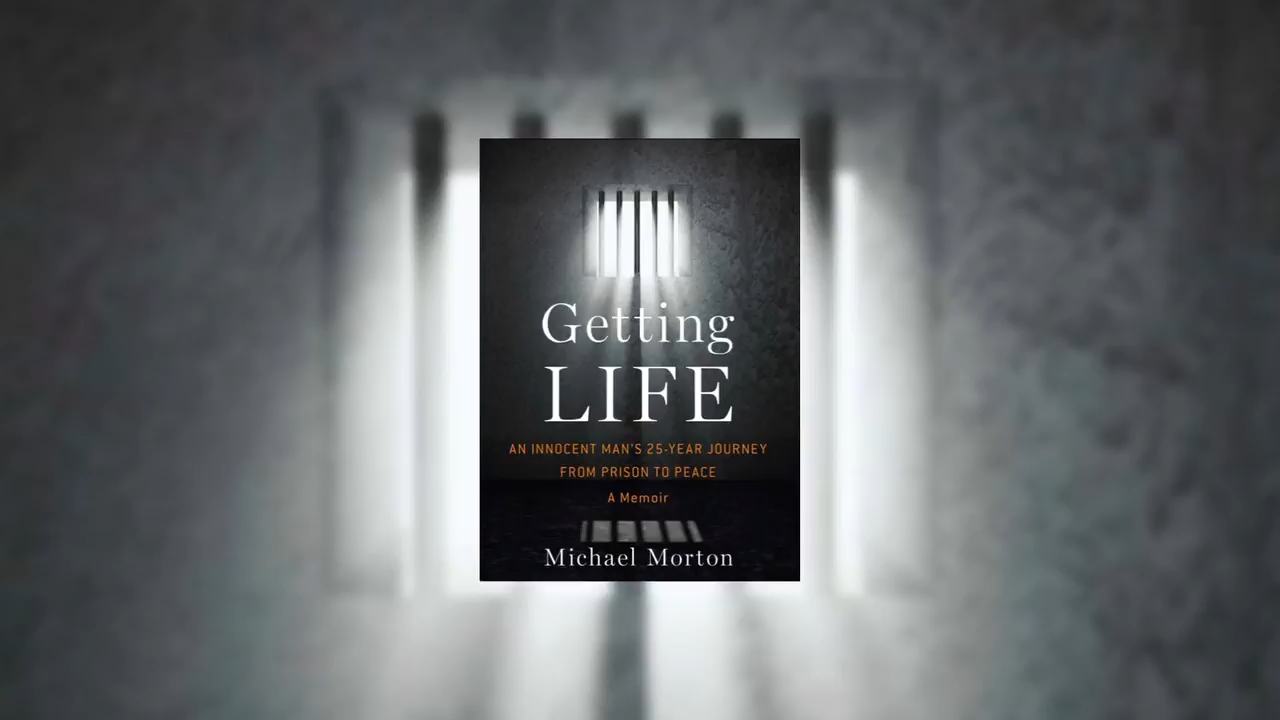 Getting
LIFE
AN INNOCENT MAN'S 25-YEAR JOURNEY
FROM PRISON TO PEACE
A Memoir
Michael Morton